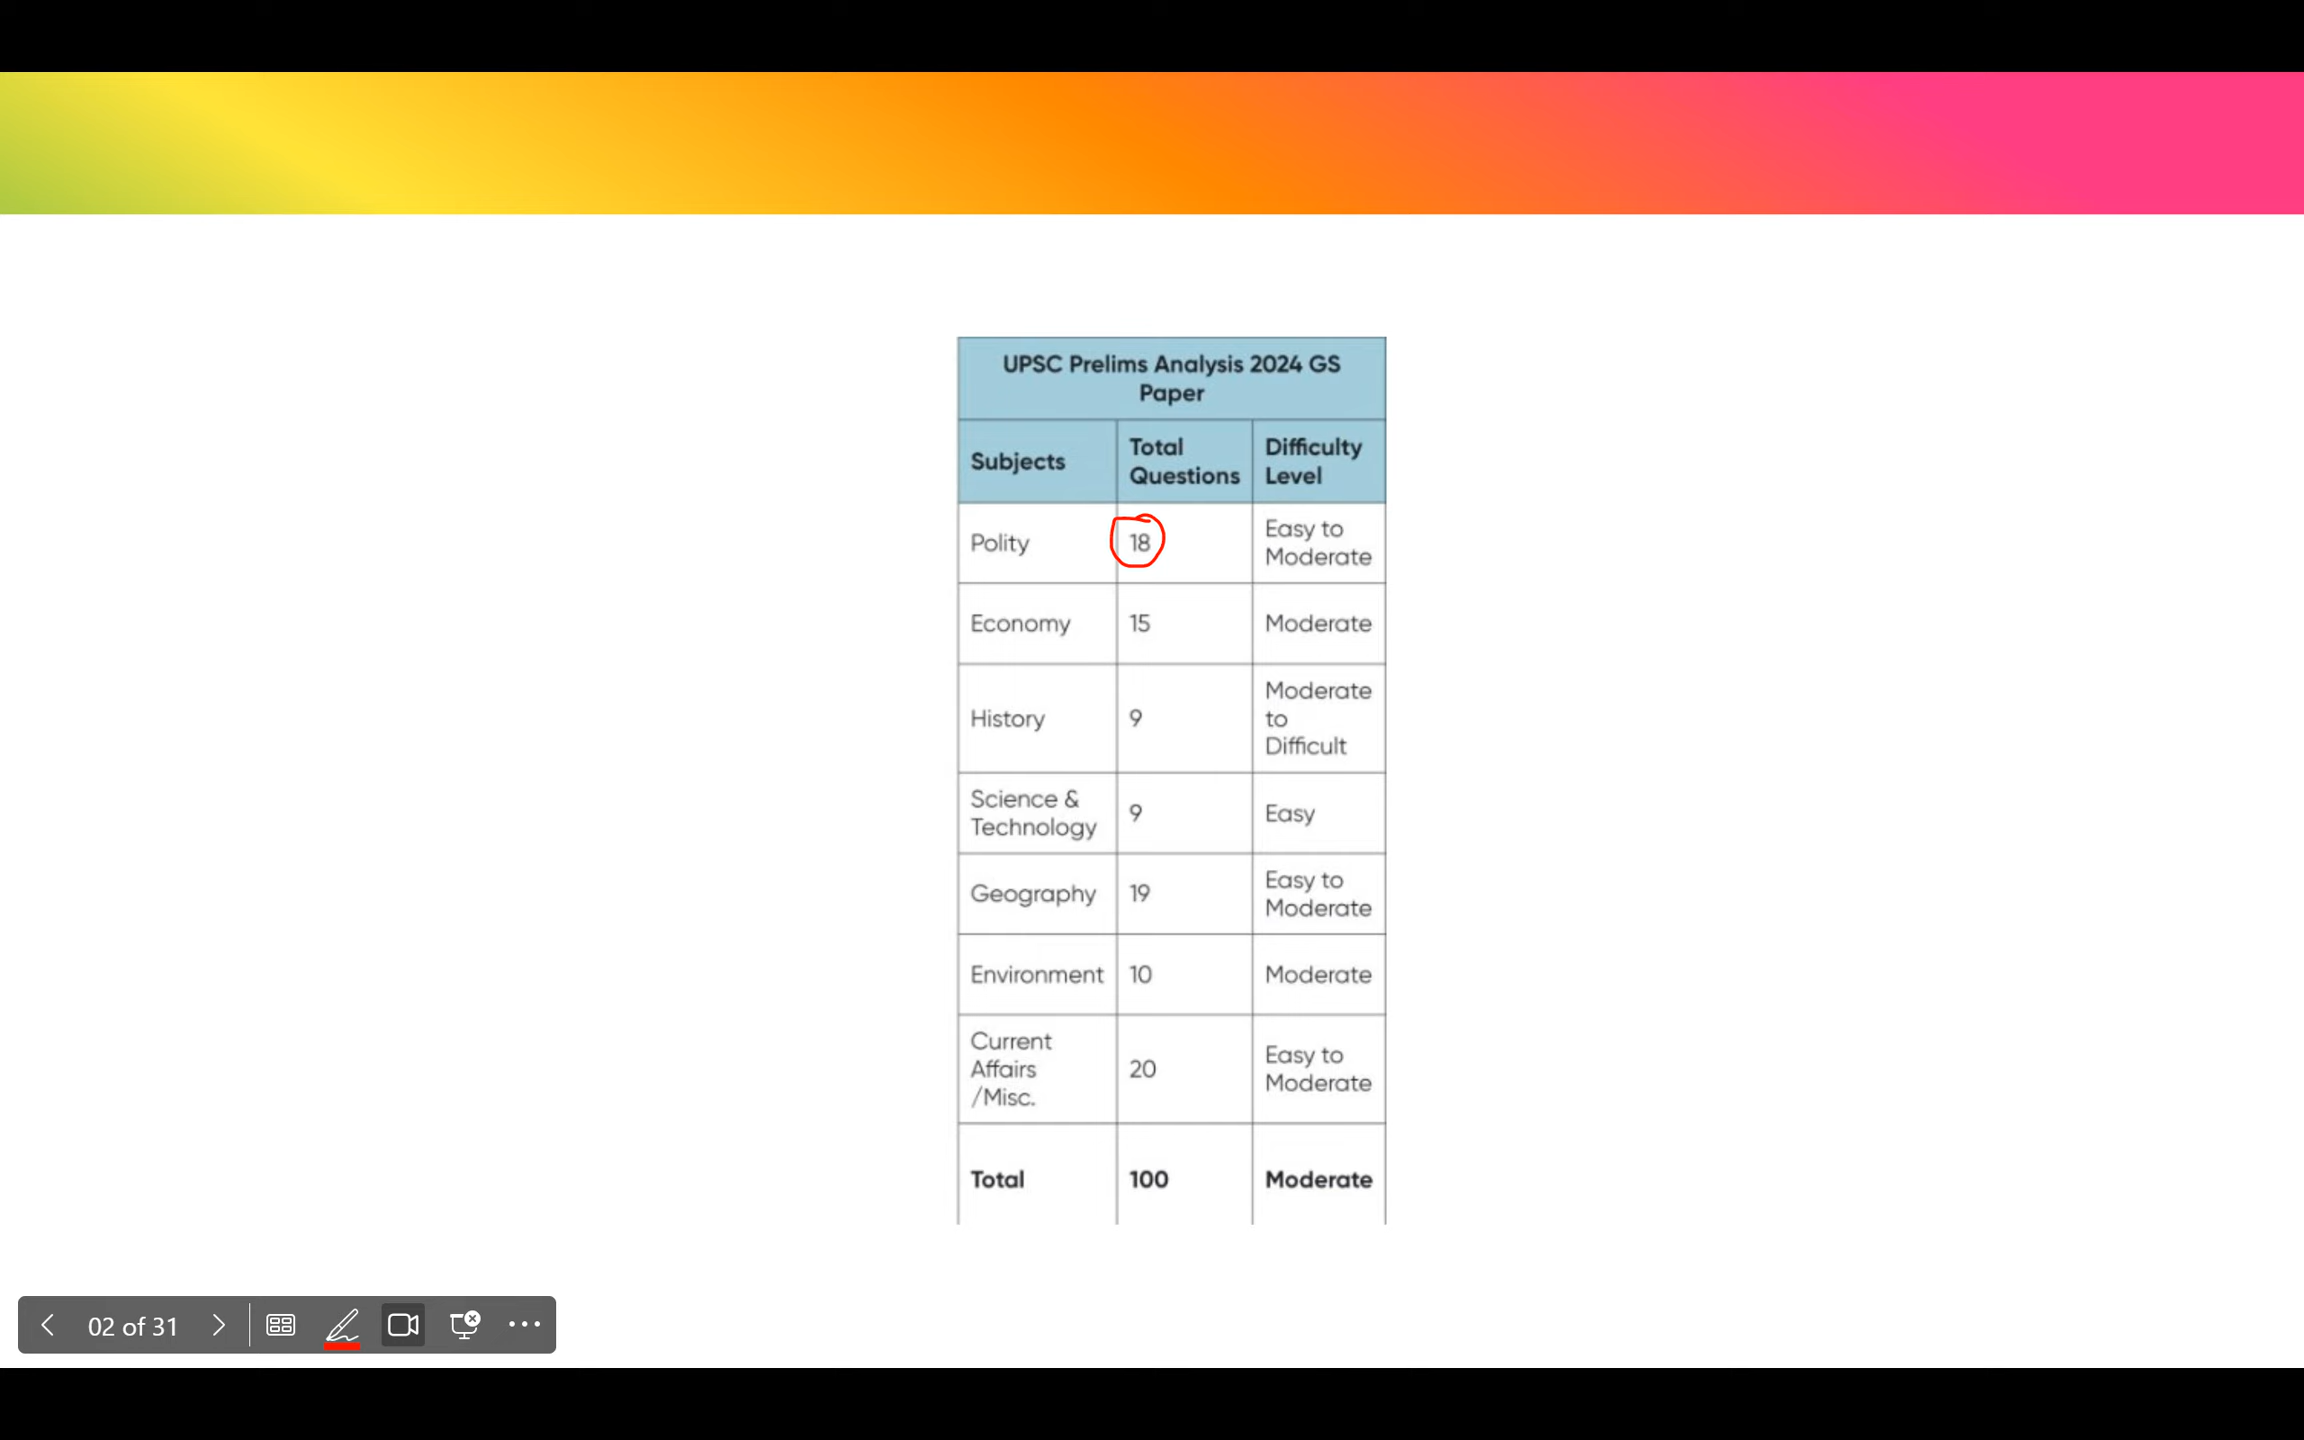 UPSC Prelims Analysis 2024 GS
Paper
Subjects
Total
Questions
Difficulty
Level
Polity
18
Easy to
Moderate
Economy
15
Moderate
History
9
Moderate
to
Difficult
Science &
Technology
9
Easy
Geography
19
Easy to
Moderate
Environment
10
Moderate
Current
Affairs
/Misc.
20
Easy to
Moderate
Total
100
Moderate
02 of 31